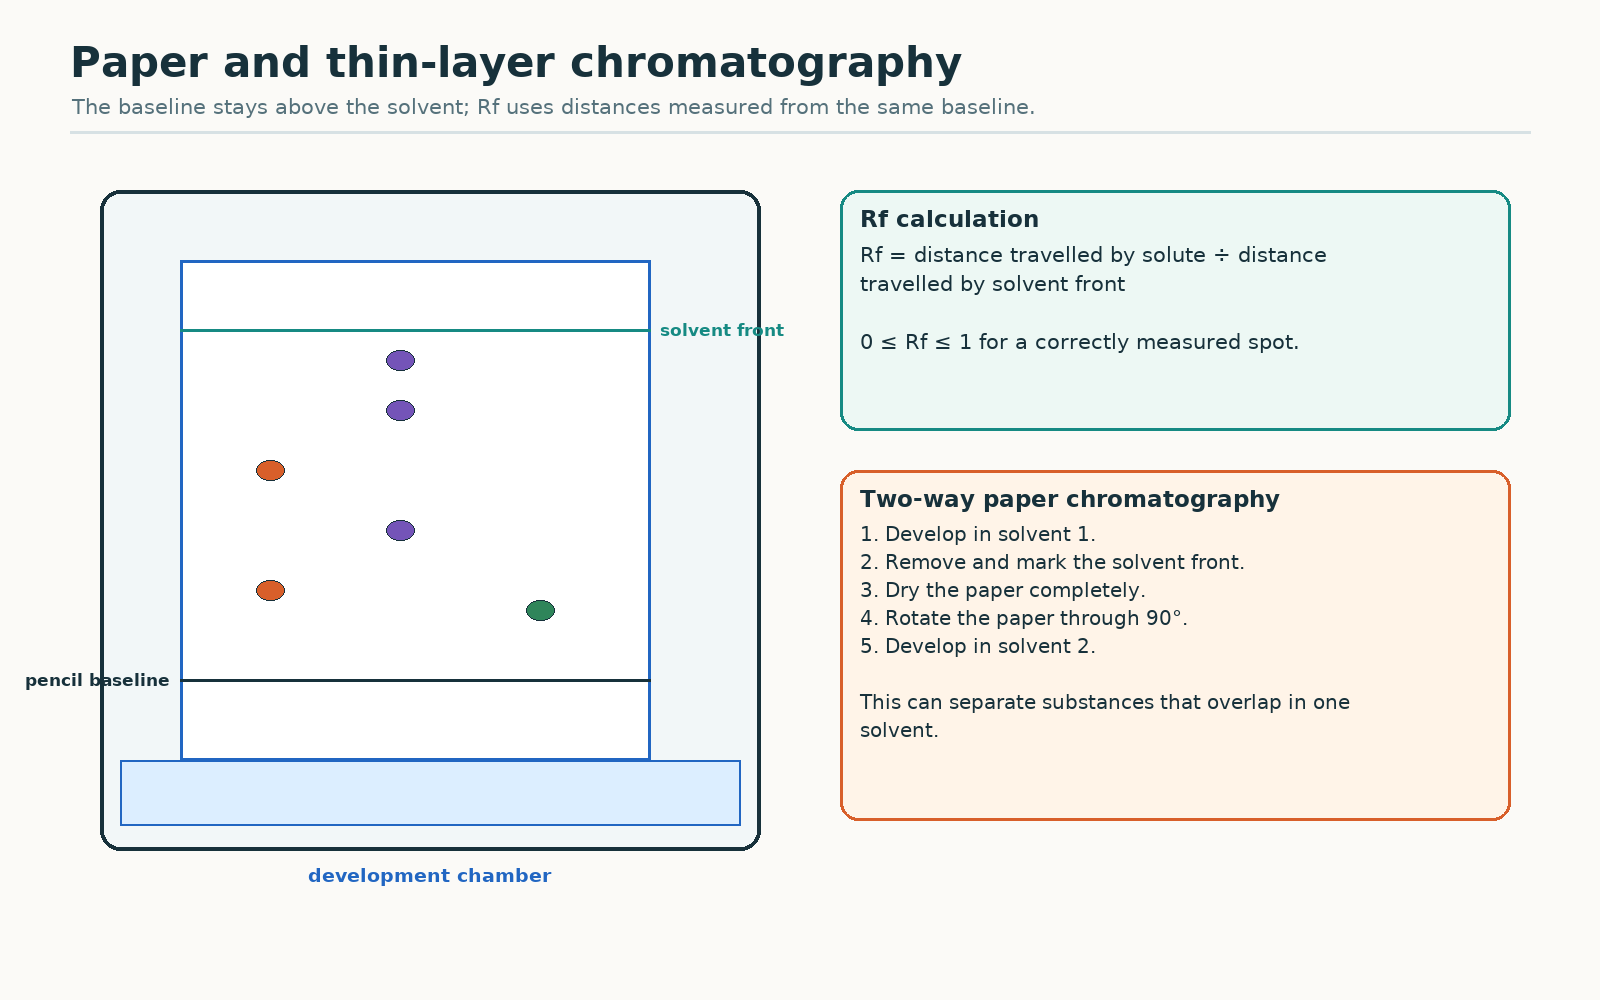 Paper and thin-layer chromatography
The baseline stays above the solvent; Rf uses distances measured from the same baseline.
solvent front
pencil baseline
development chamber
Rf calculation
Rf = distance travelled by solute ÷ distance
travelled by solvent front
0 ≤ Rf ≤ 1 for a correctly measured spot.
Two-way paper chromatography
1. Develop in solvent 1.
2. Remove and mark the solvent front.
3. Dry the paper completely.
4. Rotate the paper through 90°.
5. Develop in solvent 2.
This can separate substances that overlap in one
solvent.